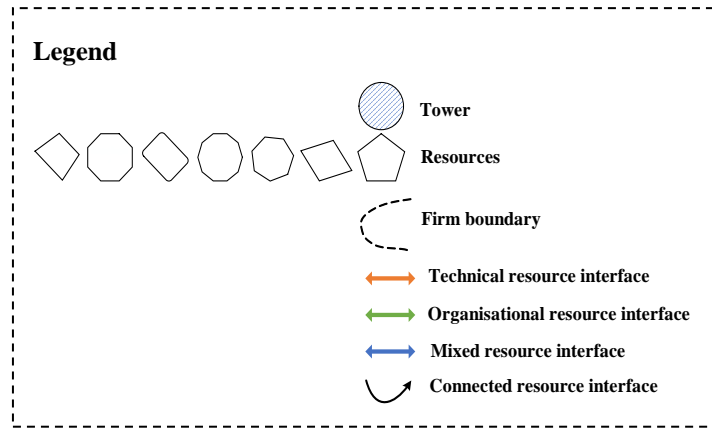 Legend
Tower
Resources
Firm boundary
Technical resource interface
Organisational resource interface
Mixed resource interface
Connected resource interface